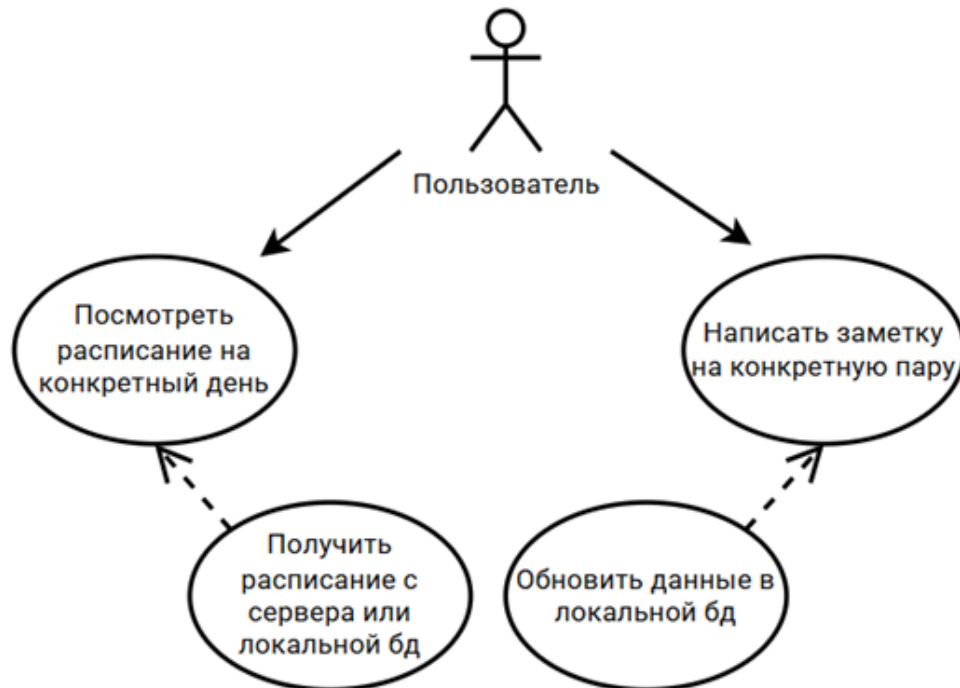 Пользователь
Посмотреть
расписание на
конкретный день
Написать заметку
на конкретную пару
Получить
расписание с
сервера или
локальной бд
Обновить данные в
локальной бд